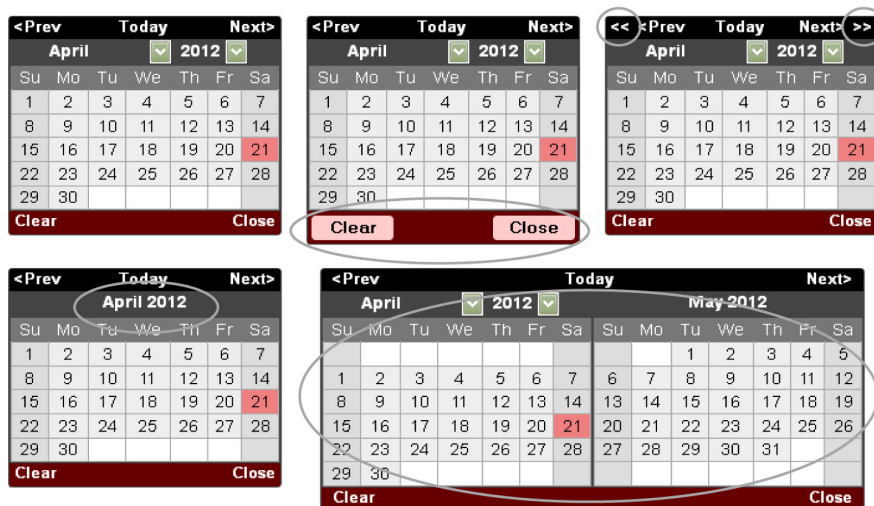 <Prev Today Next>
April 2012
Su Mo Tu We Th Fr Sa
1 2 3 4 5 6 7
8 9 10 11 12 13 14
15 16 17 18 19 20 21
22 23 24 25 26 27 28
29 30
Clear Close
<Prev Today Next>
April 2012
Su Mo Tu We Th Fr Sa
1 2 3 4 5 6 7
8 9 10 11 12 13 14
15 16 17 18 19 20 21
22 23 24 25 26 27 28
29 30
Clear Close
<< <Prev Today Next> >>
April 2012
Su Mo Tu We Th Fr Sa
1 2 3 4 5 6 7
8 9 10 11 12 13 14
15 16 17 18 19 20 21
22 23 24 25 26 27 28
29 30
Clear Close
<Prev Today Next>
April 2012
Su Mo Tu We Th Fr Sa
1 2 3 4 5 6 7
8 9 10 11 12 13 14
15 16 17 18 19 20 21
22 23 24 25 26 27 28
29 30
Clear Close
<Prev Today Next>
April 2012 May 2012
Su Mo Tu We Th Fr Sa Su Mo Tu We Th Fr Sa
1 2 3 4 5
1 2 3 4 5 6 7 6 7 8 9 10 11 12
8 9 10 11 12 13 14 13 14 15 16 17 18 19
15 16 17 18 19 20 21 20 21 22 23 24 25 26
22 23 24 25 26 27 28 27 28 29 30 31
29 30
Clear Close